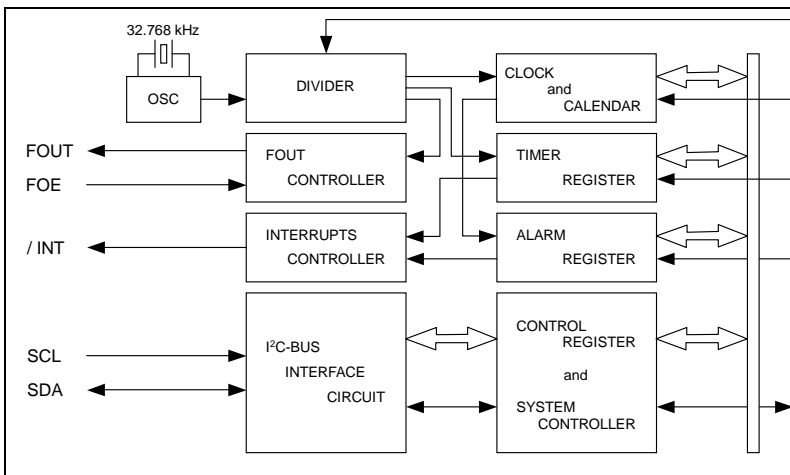 32.768 kHz
OSC
DIVIDER
CLOCK
and
CALENDAR
FOUT
FOE
FOUT
CONTROLLER
TIMER
REGISTER
/ INT
INTERRUPTS
CONTROLLER
ALARM
REGISTER
SCL
SDA
I²C-BUS
INTERFACE
CIRCUIT
CONTROL
REGISTER
and
SYSTEM
CONTROLLER